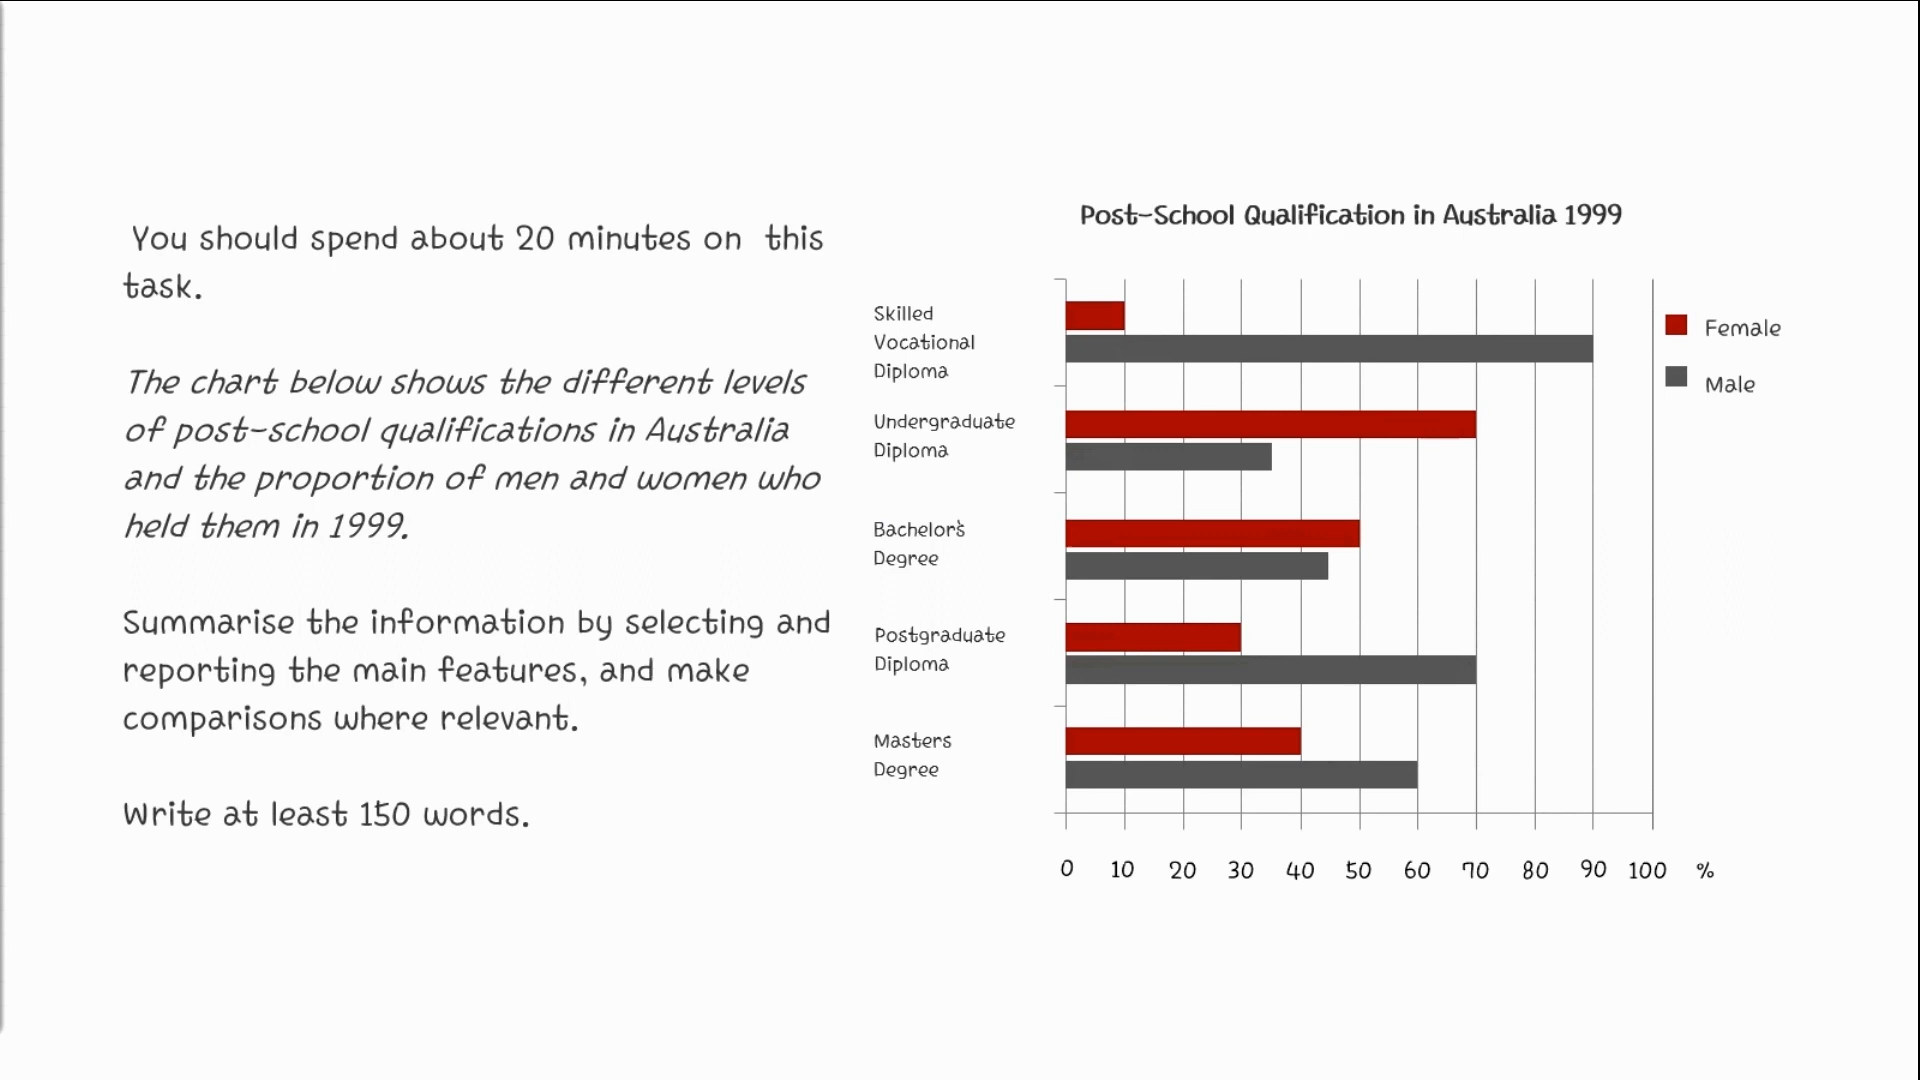 You should spend about 20 minutes on this
task.
The chart below shows the different levels
of post-school qualifications in Australia
and the proportion of men and women who
held them in 1999.
Summarise the information by selecting and
reporting the main features, and make
comparisons where relevant.
Write at least 150 words.
Post-School Qualification in Australia 1999
Skilled
Vocational
Diploma
Undergraduate
Diploma
Bachelor's
Degree
Postgraduate
Diploma
Masters
Degree
Female
Male
0 10 20 30 40 50 60 70 80 90 100 %